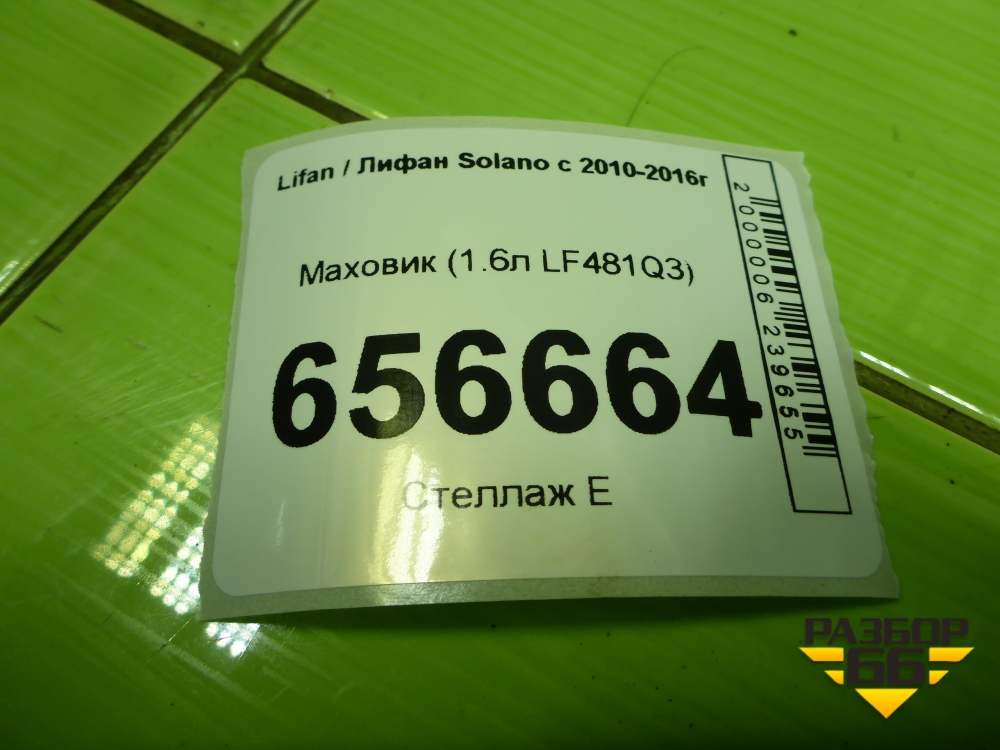 Lifan / Лифан Solano с 2010-2016г
Маховик (1.6л LF481Q3)
656664
Стеллаж Е
2000006239655
РАЗБОР
66